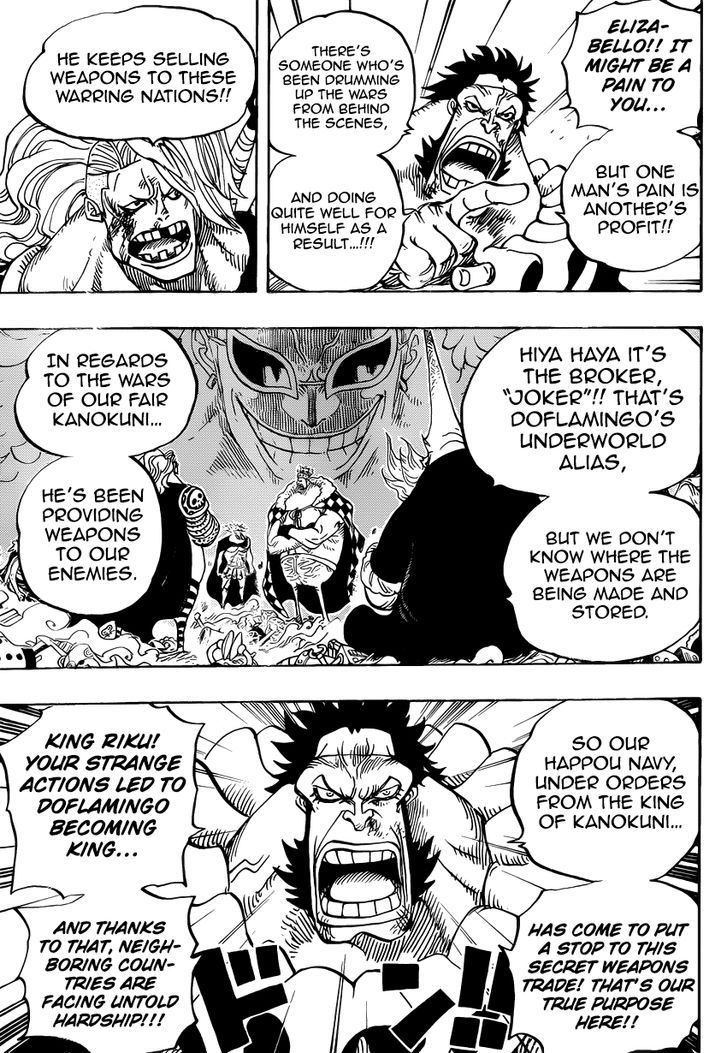 ELIZA-
BELLO!! IT
MIGHT BE A
PAIN TO
YOU...
BUT ONE
MAN'S PAIN IS
ANOTHER'S
PROFIT!!
THERE'S
SOMEONE WHO'S
BEEN DRUMMING
UP THE WARS
FROM BEHIND
THE SCENES,
AND DOING
QUITE WELL FOR
HIMSELF AS A
RESULT...!!!
HE KEEPS SELLING
WEAPONS TO THESE
WARRING NATIONS!!
HIYA HAYA IT'S
THE BROKER,
"JOKER"!! THAT'S
DOFLAMINGO'S
UNDERWORLD
ALIAS,
BUT WE DON'T
KNOW WHERE THE
WEAPONS ARE
BEING MADE AND
STORED.
IN REGARDS
TO THE WARS
OF OUR FAIR
KANOKUNI...
HE'S BEEN
PROVIDING
WEAPONS
TO OUR
ENEMIES.
SO OUR
HAPPOU NAVY,
UNDER ORDERS
FROM THE KING
OF KANOKUNI...
HAS COME TO PUT
A STOP TO THIS
SECRET WEAPONS
TRADE! THAT'S OUR
TRUE PURPOSE
HERE!!
KING RIKU!
YOUR STRANGE
ACTIONS LED TO
DOFLAMINGO
BECOMING
KING...
AND THANKS
TO THAT, NEIGH-
BORING COUN-
TRIES ARE
FACING UNTOLD
HARDSHIP!!!
ドン!!